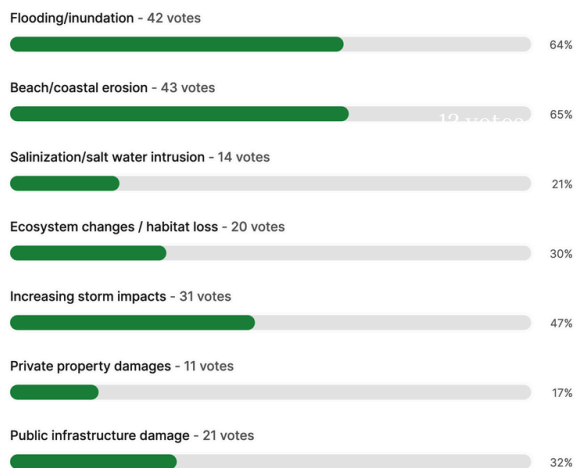 Flooding/inundation - 42 votes
64%
Beach/coastal erosion - 43 votes
65%
12 votes
Salinization/salt water intrusion - 14 votes
21%
Ecosystem changes / habitat loss - 20 votes
30%
Increasing storm impacts - 31 votes
47%
Private property damages - 11 votes
17%
Public infrastructure damage - 21 votes
32%